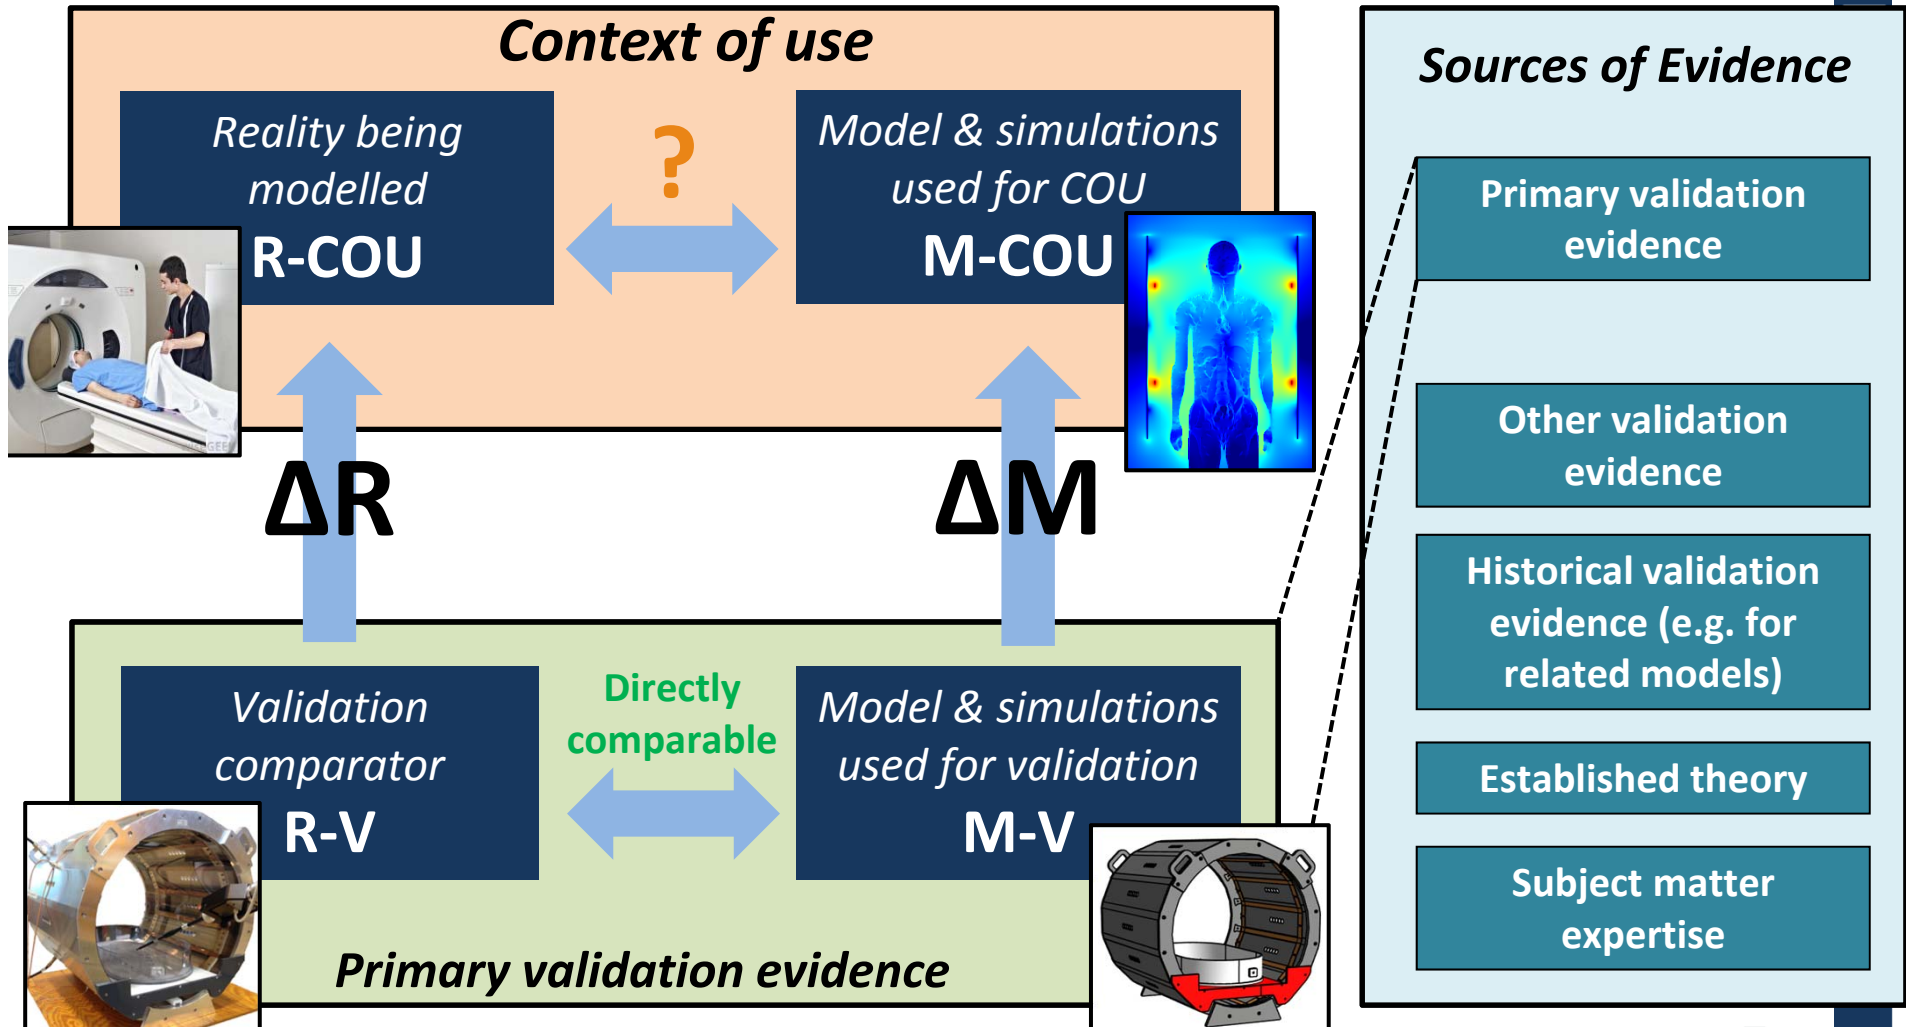 Context of use
Reality being
modelled
R-COU
?
Model & simulations
used for COU
M-COU
ΔR
ΔM
Validation
comparator
R-V
Directly
comparable
Model & simulations
used for validation
M-V
Primary validation evidence
Sources of Evidence
Primary validation
evidence
Other validation
evidence
Historical validation
evidence (e.g. for
related models)
Established theory
Subject matter
expertise